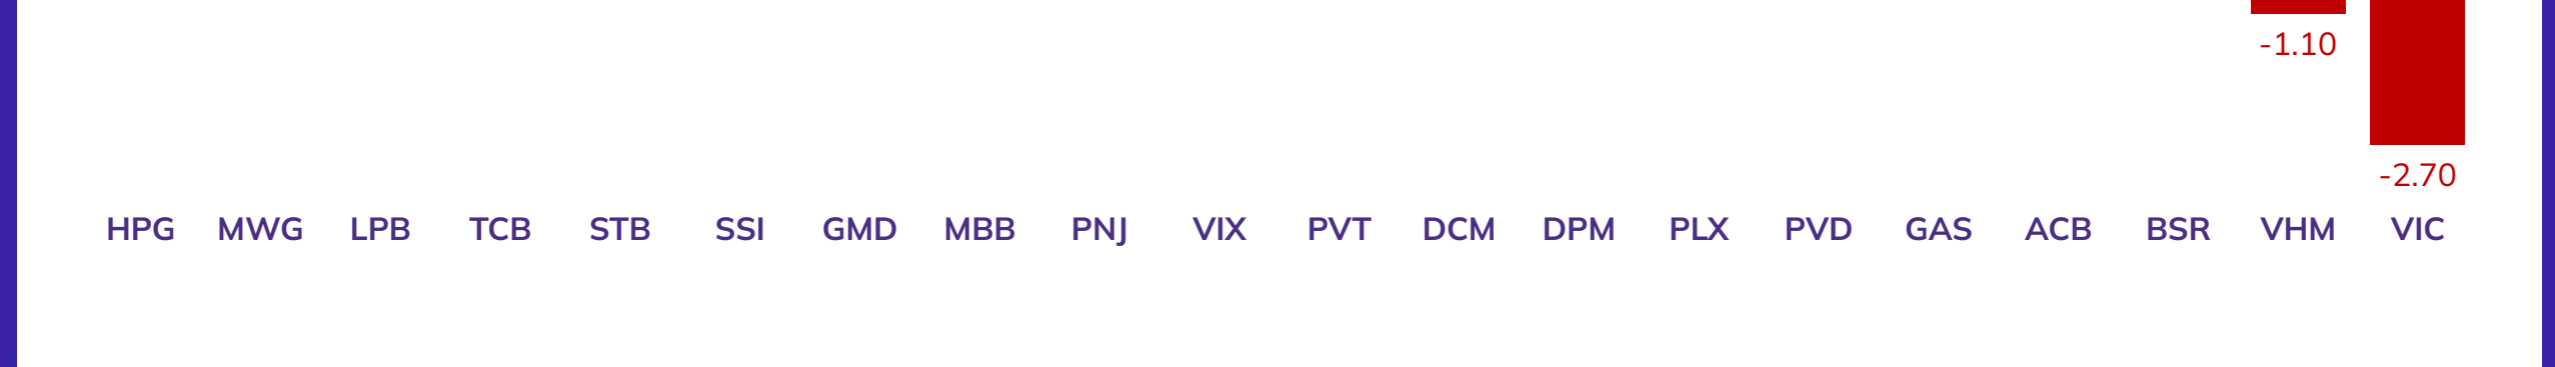 -1.10
-2.70
HPG MWG LPB TCB STB SSI GMD MBB PNJ VIX PVT DCM DPM PLX PVD GAS ACB BSR VHM VIC